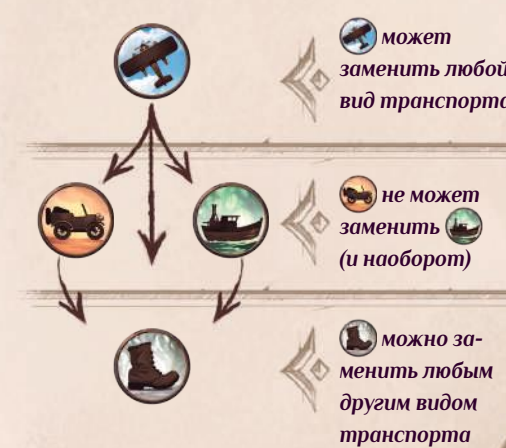 может
заменить любой
вид транспорта
не может
заменить
(и наоборот)
можно за-
менить любым
другим видом
транспорта